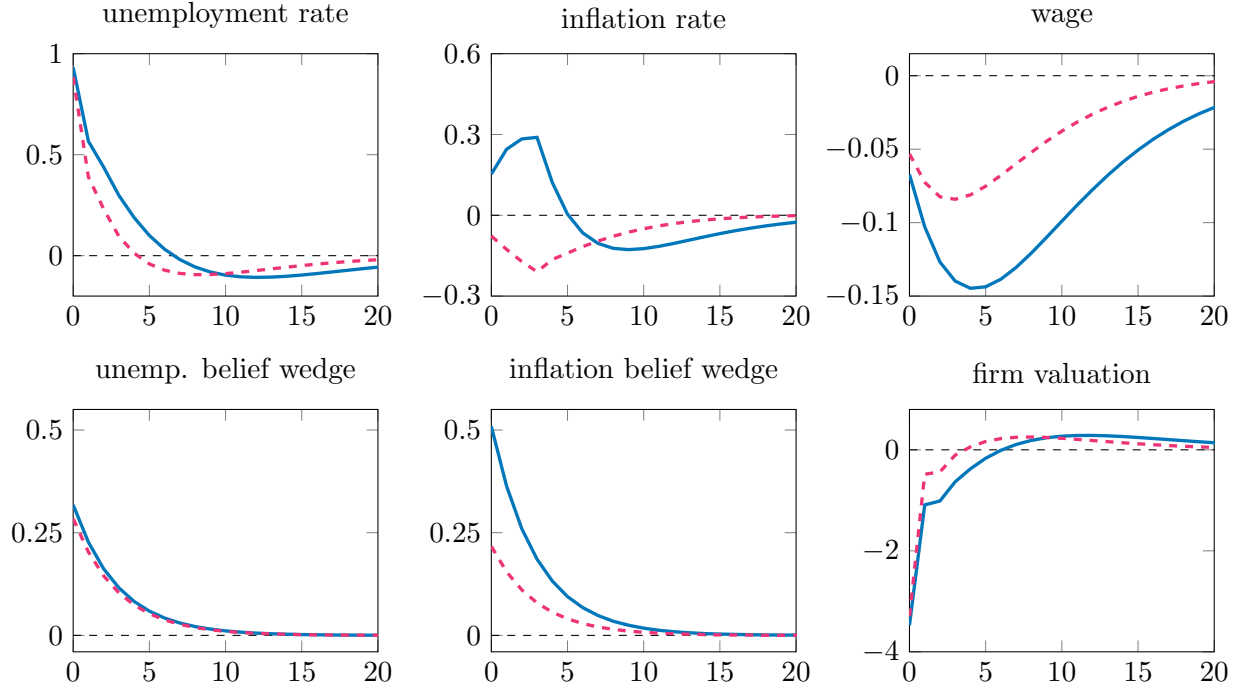 unemployment rate
inflation rate
wage
1
0.5
0
0 5 10 15 20
0.6
0.3
0
−0.3
0 5 10 15 20
0
−0.05
−0.1
−0.15
0 5 10 15 20
unemp. belief wedge
inflation belief wedge
firm valuation
0.5
0.25
0
0 5 10 15 20
0.5
0.25
0
0 5 10 15 20
0
−2
−4
0 5 10 15 20